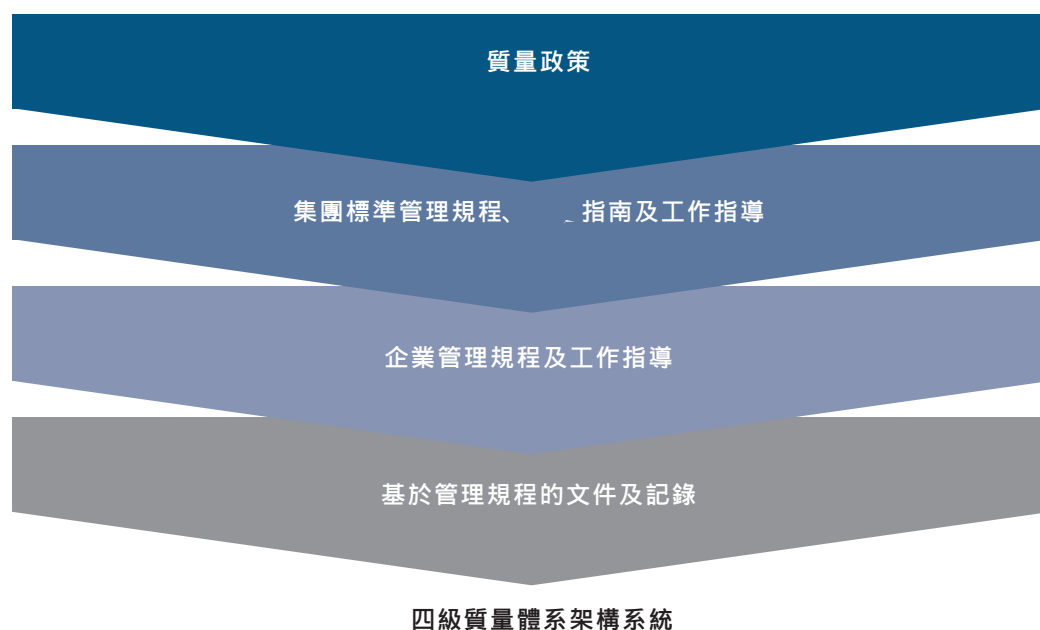 質量政策
集團標準管理規程、 指南及工作指導
企業管理規程及工作指導
基於管理規程的文件及記錄
四級質量體系架構系統